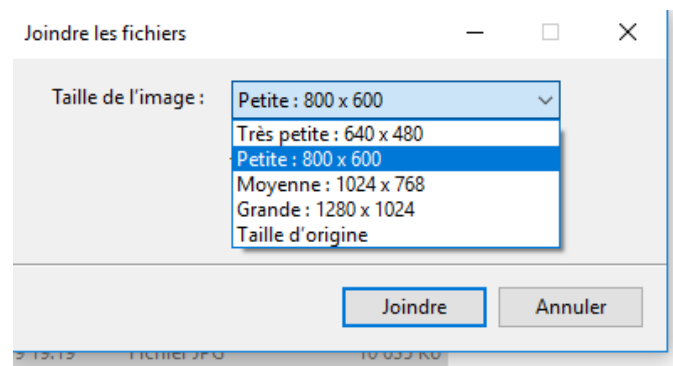 Joindre les fichiers
Taille de l'image : Petite : 800 x 600
Très petite : 640 x 480
Petite : 800 x 600
Moyenne : 1024 x 768
Grande : 1280 x 1024
Taille d'origine
Joindre Annuler